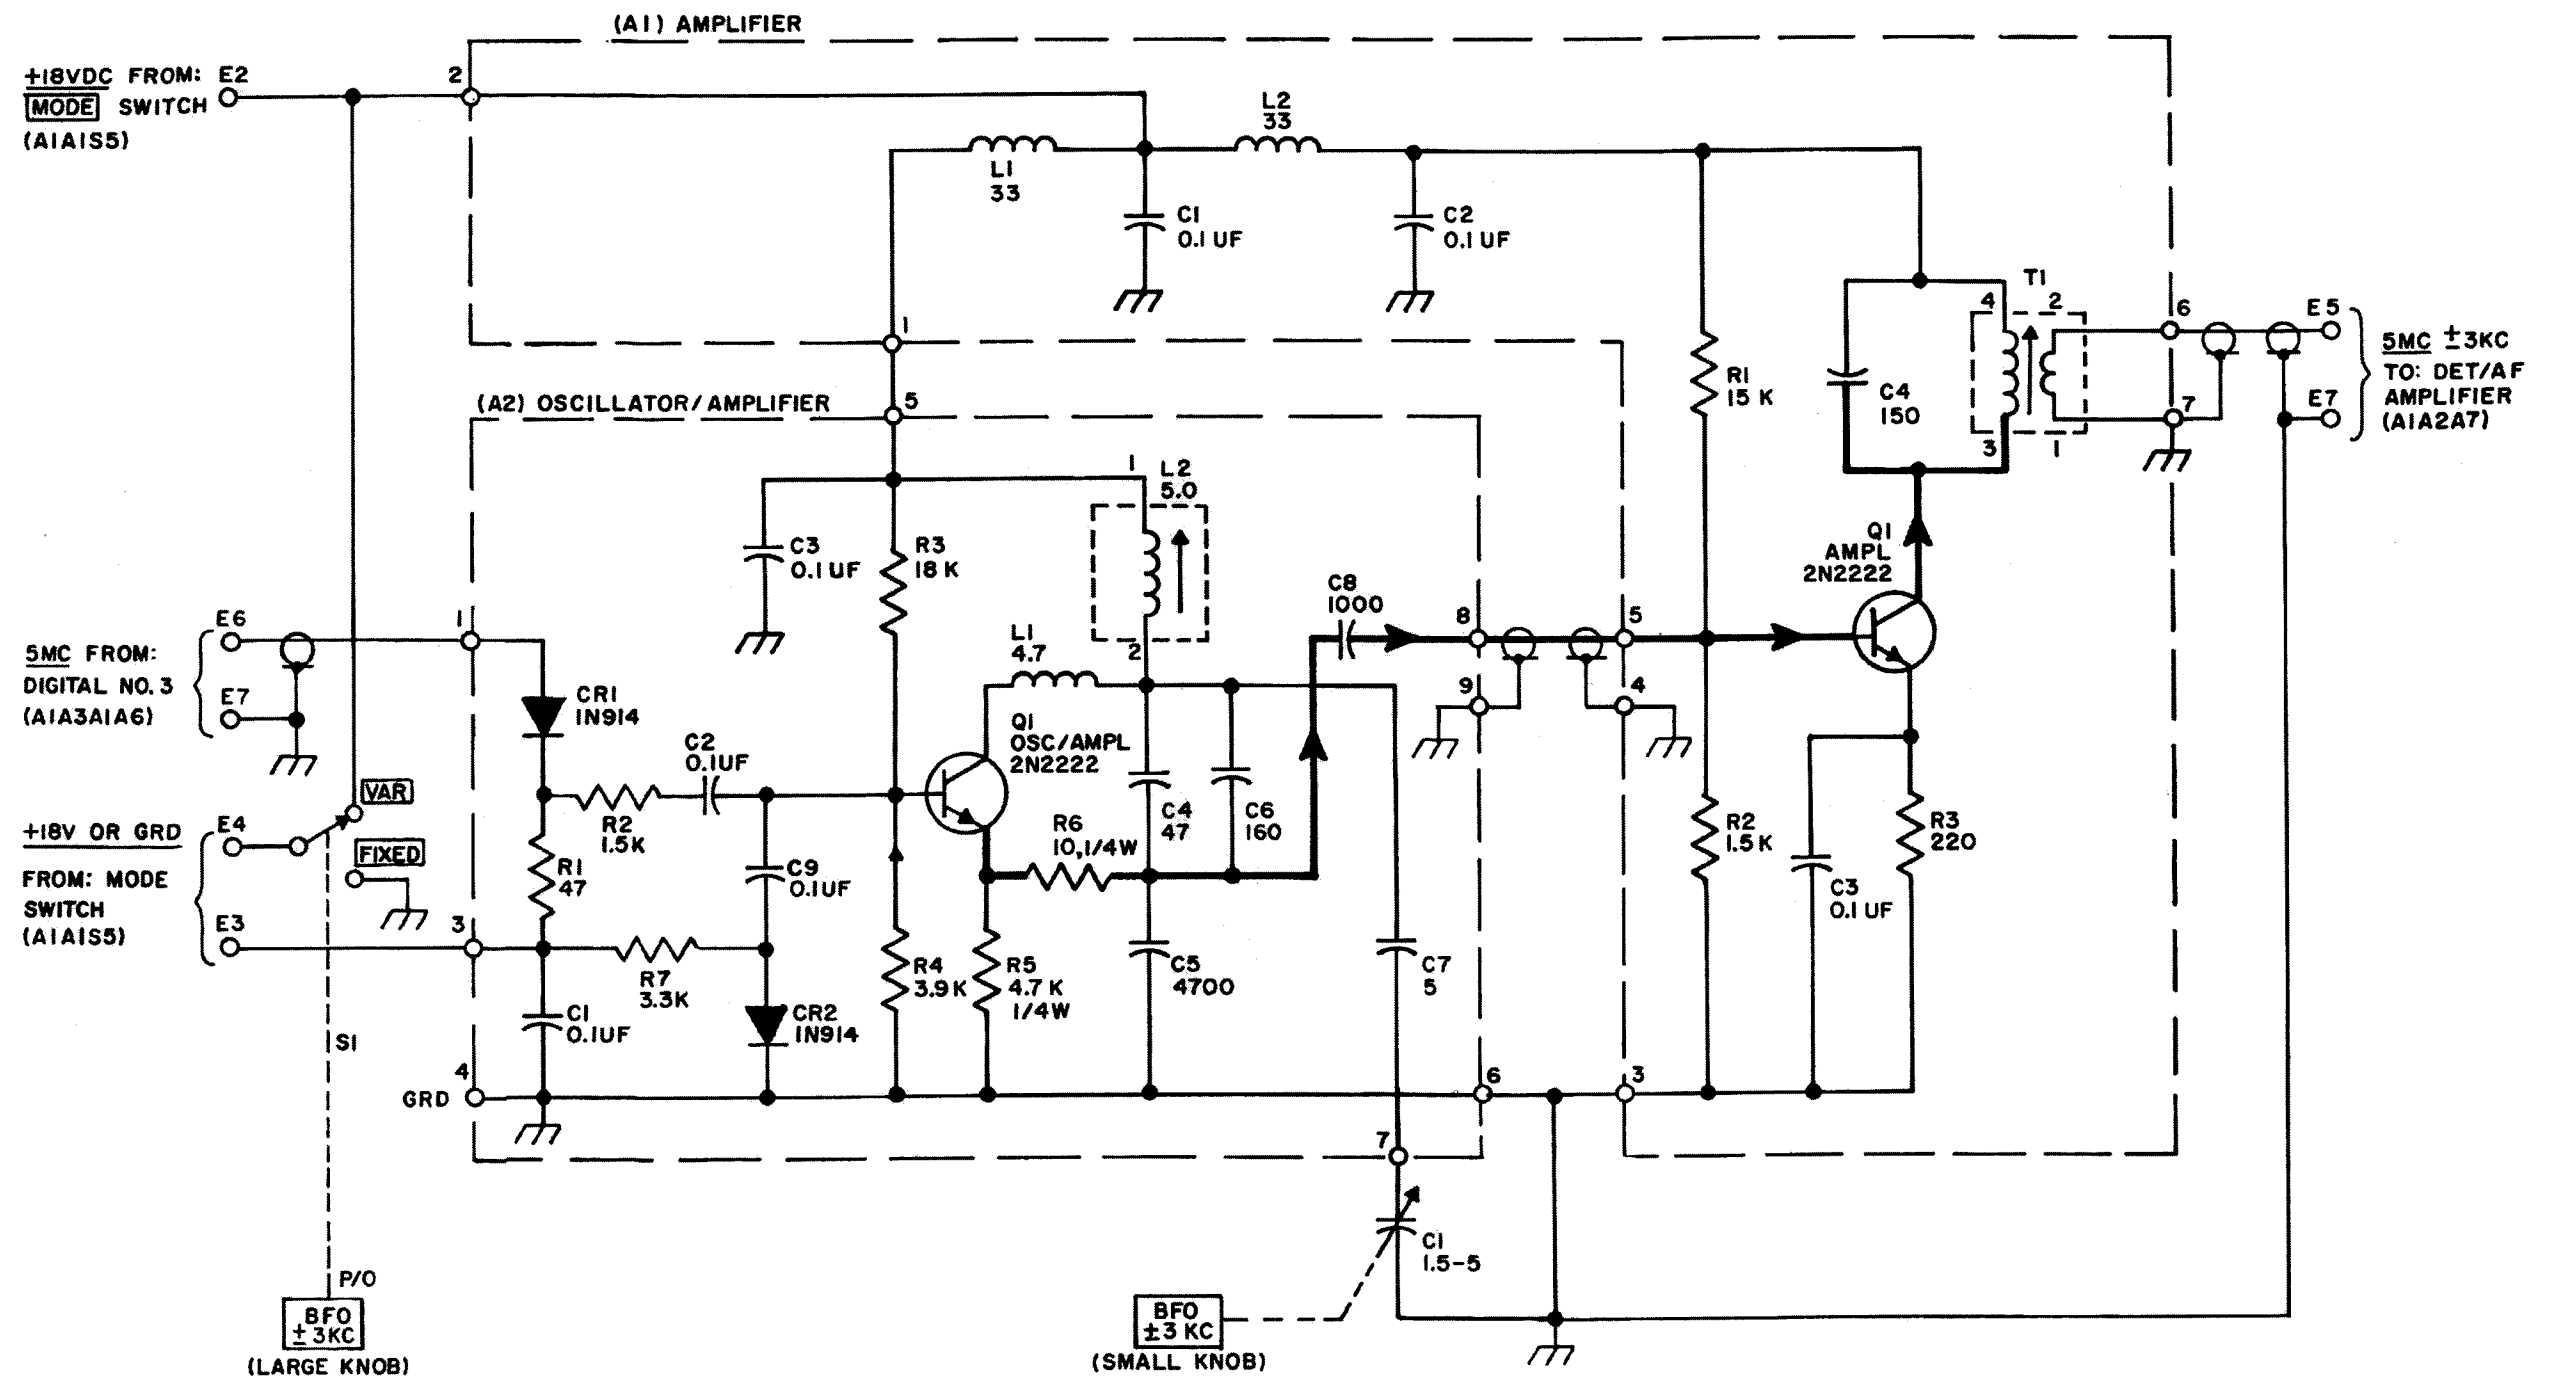 (A1) AMPLIFIER
+18VDC FROM: E2
MODE SWITCH
(A1A1S5)
2
L1
33
L2
33
C1
0.1 UF
C2
0.1 UF
1
R1
15 K
C4
150
T1
4
2
3
1
6
7
E5
E7
5MC ±3KC
TO: DET/AF
AMPLIFIER
(A1A2A7)
(A2) OSCILLATOR/AMPLIFIER
5
C3
0.1 UF
R3
18 K
1
L2
5.0
2
Q1
AMPL
2N2222
C8
1000
8
5
9
4
E6
E7
5MC FROM:
DIGITAL NO. 3
(A1A3A1A6)
1
CR1
1N914
L1
4.7
Q1
OSC/AMPL
2N2222
C2
0.1UF
R2
1.5K
VAR
FIXED
+18V OR GRD
FROM: MODE
SWITCH
(A1A1S5)
E4
E3
3
R1
47
C9
0.1UF
R6
10,1/4W
C4
47
C6
160
R2
1.5 K
C3
0.1 UF
R3
220
R7
3.3K
C1
0.1UF
CR2
1N914
R4
3.9K
R5
4.7 K
1/4W
C5
4700
C7
5
S1
4
GRD
6
3
7
C1
1.5-5
P/O
BFO
±3KC
(LARGE KNOB)
BFO
±3 KC
(SMALL KNOB)